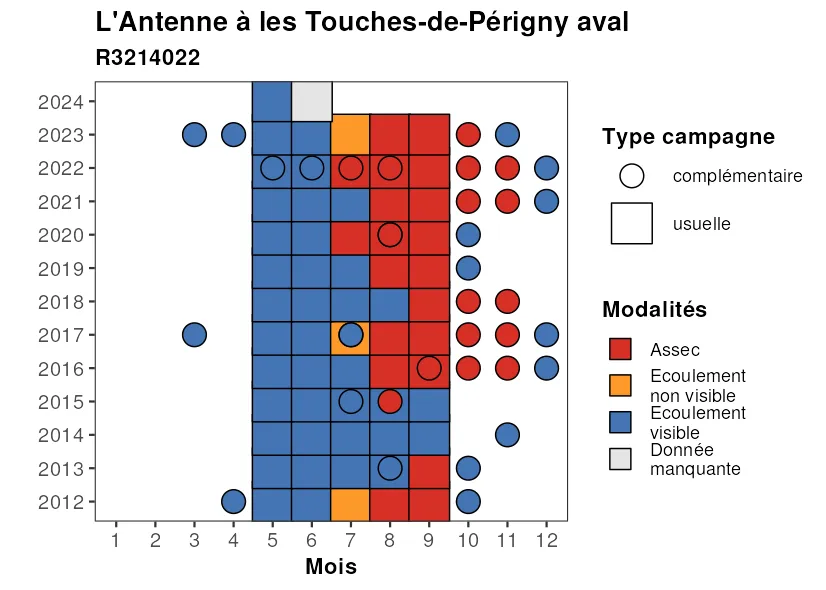 L'Antenne à les Touches-de-Périgny aval
R3214022
2024
2023
2022
2021
2020
2019
2018
2017
2016
2015
2014
2013
2012
1 2 3 4 5 6 7 8 9 10 11 12
Mois
Type campagne
complémentaire
usuelle
Modalités
Assec
Ecoulement
non visible
Ecoulement
visible
Donnée
manquante